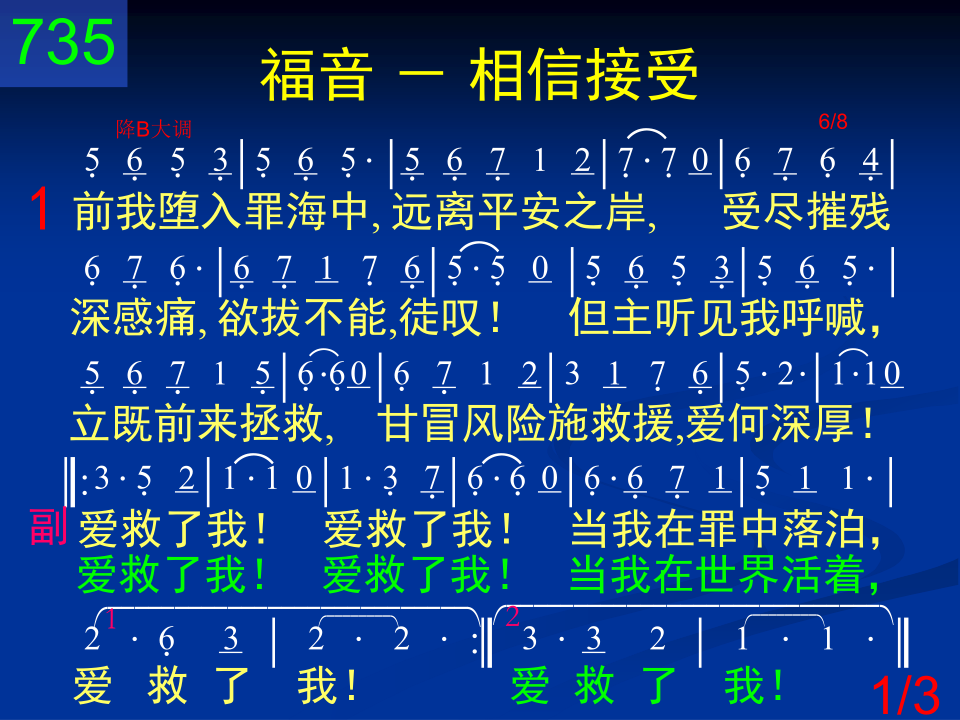 735
福音 － 相信接受
降B大调 6/8
5 6 5 3 | 5 6 5 · | 5 6 7 1 2 | 7 · 7 0 | 6 7 6 4 |
1 前我堕入罪海中, 远离平安之岸, 受尽摧残
6 7 6 · | 6 7 1 7 6 | 5 · 5 0 | 5 6 5 3 | 5 6 5 · |
深感痛, 欲拔不能,徒叹！ 但主听见我呼喊，
5 6 7 1 5 | 6 · 6 0 | 6 7 1 2 | 3 1 7 6 | 5 · 2 · | 1 · 1 0
立既前来拯救, 甘冒风险施救援,爱何深厚！
‖: 3 · 5 2 | 1 · 1 0 | 1 · 3 7 | 6 · 6 0 | 6 · 6 7 1 | 5 1 1 · |
副 爱救了我！ 爱救了我！ 当我在罪中落泊，
爱救了我！ 爱救了我！ 当我在世界活着，
1 2
2 · 6 3 | 2 · 2 · :‖ 3 · 3 2 | 1 · 1 · ‖
爱 救 了 我！ 爱 救 了 我！
1/3